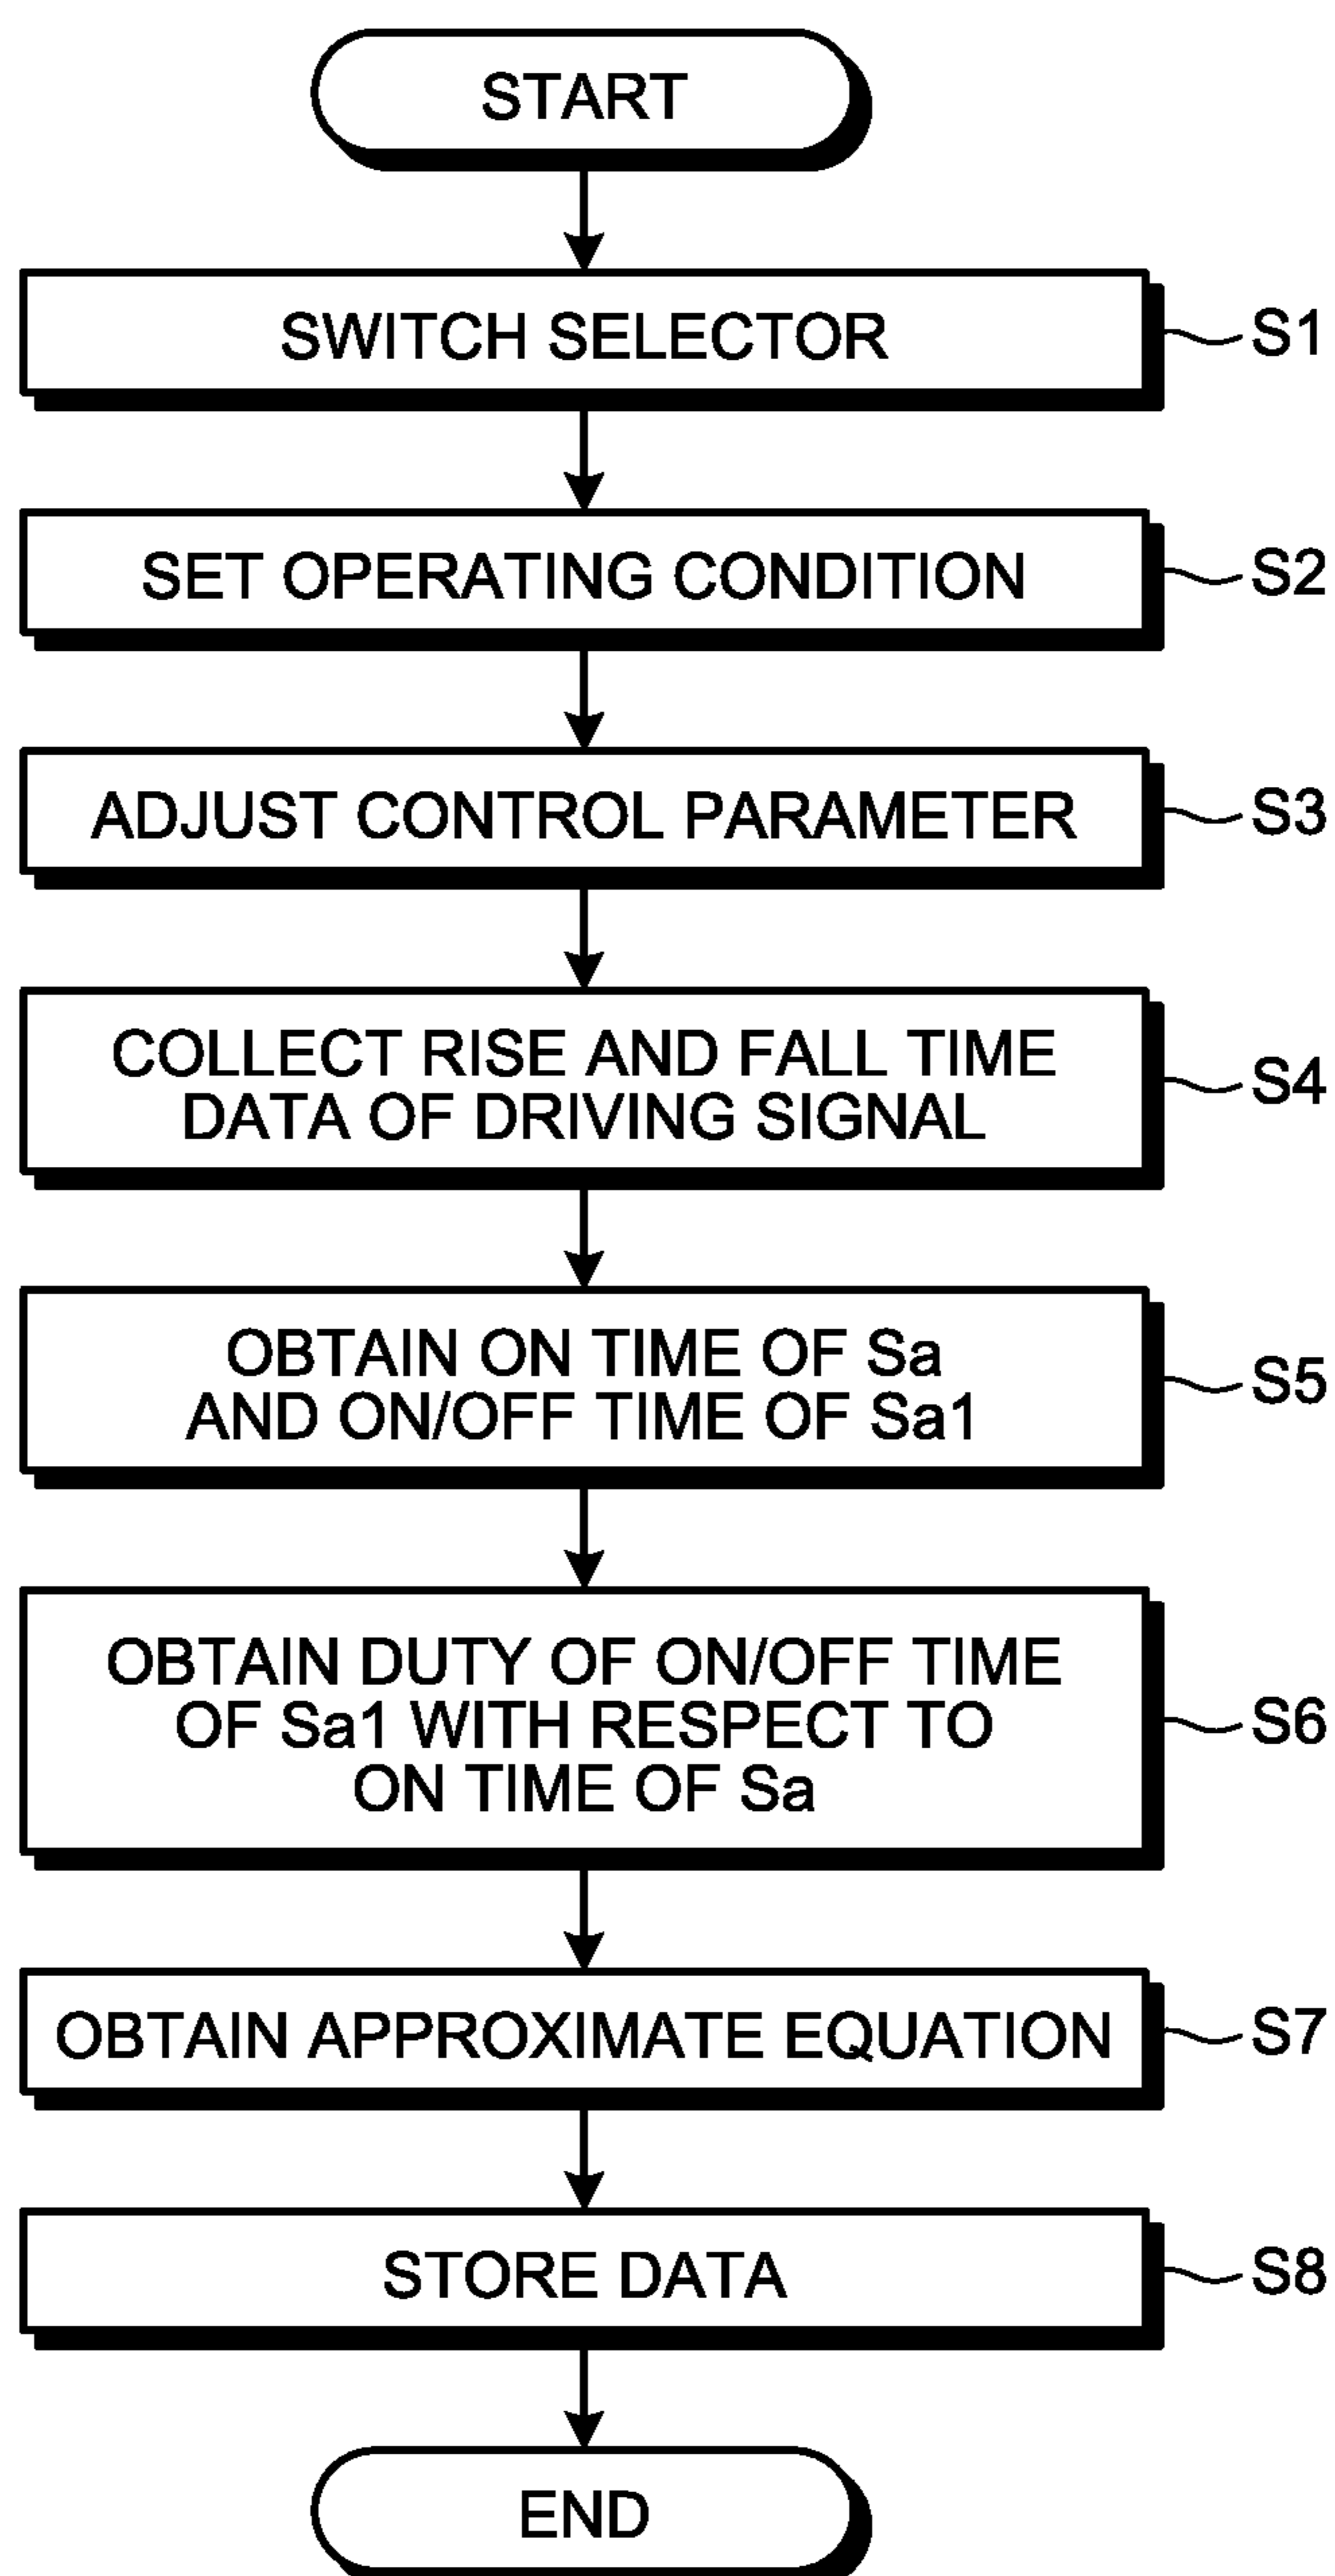 START
SWITCH SELECTOR
S1
SET OPERATING CONDITION
S2
ADJUST CONTROL PARAMETER
S3
COLLECT RISE AND FALL TIME
DATA OF DRIVING SIGNAL
S4
OBTAIN ON TIME OF Sa
AND ON/OFF TIME OF Sa1
S5
OBTAIN DUTY OF ON/OFF TIME
OF Sa1 WITH RESPECT TO
ON TIME OF Sa
S6
OBTAIN APPROXIMATE EQUATION
S7
STORE DATA
S8
END